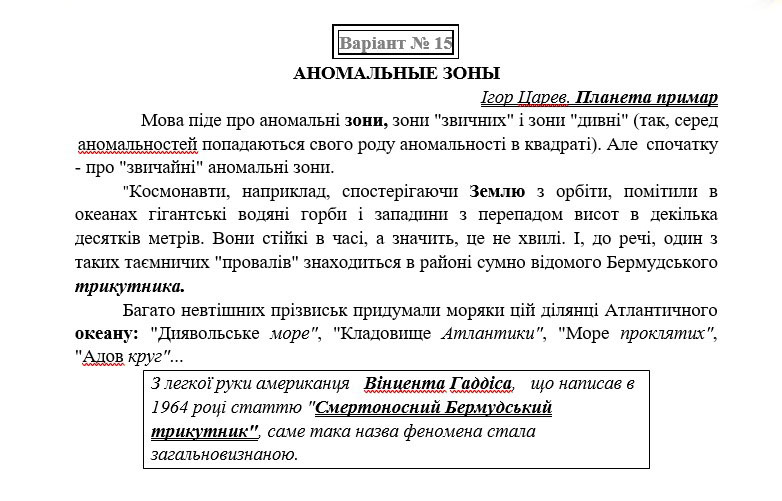 Варіант № 15
АНОМАЛЬНЫЕ ЗОНЫ
Ігор Царев. Планета примар
Мова піде про аномальні зони, зони "звичних" і зони "дивні" (так, серед
аномальностей попадаються свого роду аномальності в квадраті). Але спочатку
- про "звичайні" аномальні зони.
"Космонавти, наприклад, спостерігаючи Землю з орбіти, помітили в
океанах гігантські водяні горби і западини з перепадом висот в декілька
десятків метрів. Вони стійкі в часі, а значить, це не хвилі. І, до речі, один з
таких таємничих "провалів" знаходиться в районі сумно відомого Бермудського
трикутника.
Багато невтішних прізвиськ придумали моряки цій ділянці Атлантичного
океану: "Диявольське море", "Кладовище Атлантики", "Море проклятих",
"Адов круг"...
З легкої руки американця Вінцента Гаддіса, що написав в
1964 році статтю "Смертоносний Бермудський
трикутник", саме така назва феномена стала
загальновизнаною.